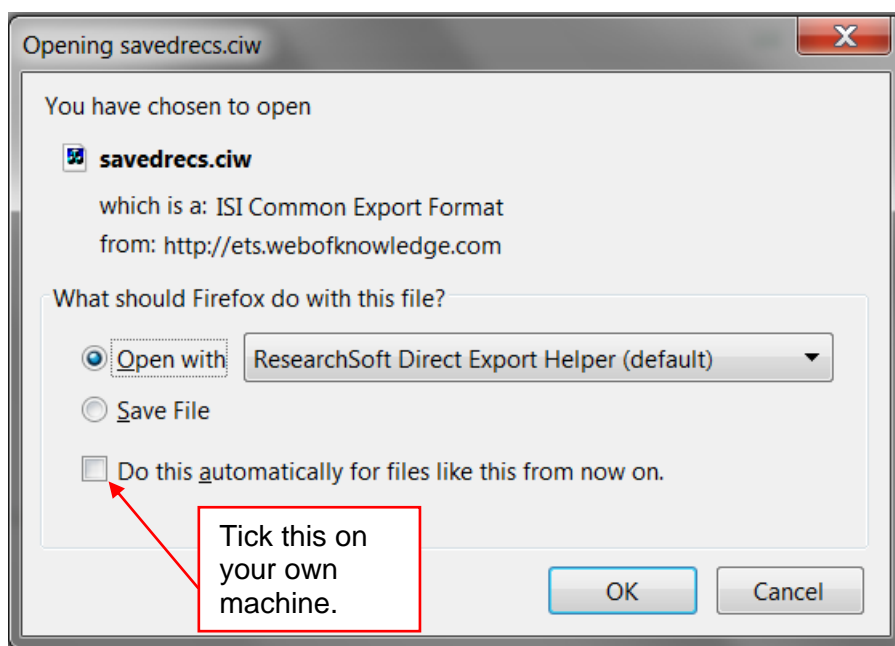 Opening savedrecs.ciw
You have chosen to open
savedrecs.ciw
which is a: ISI Common Export Format
from: http://ets.webofknowledge.com
What should Firefox do with this file?
Open with ResearchSoft Direct Export Helper (default)
Save File
Do this automatically for files like this from now on.
Tick this on
your own
machine.
OK Cancel